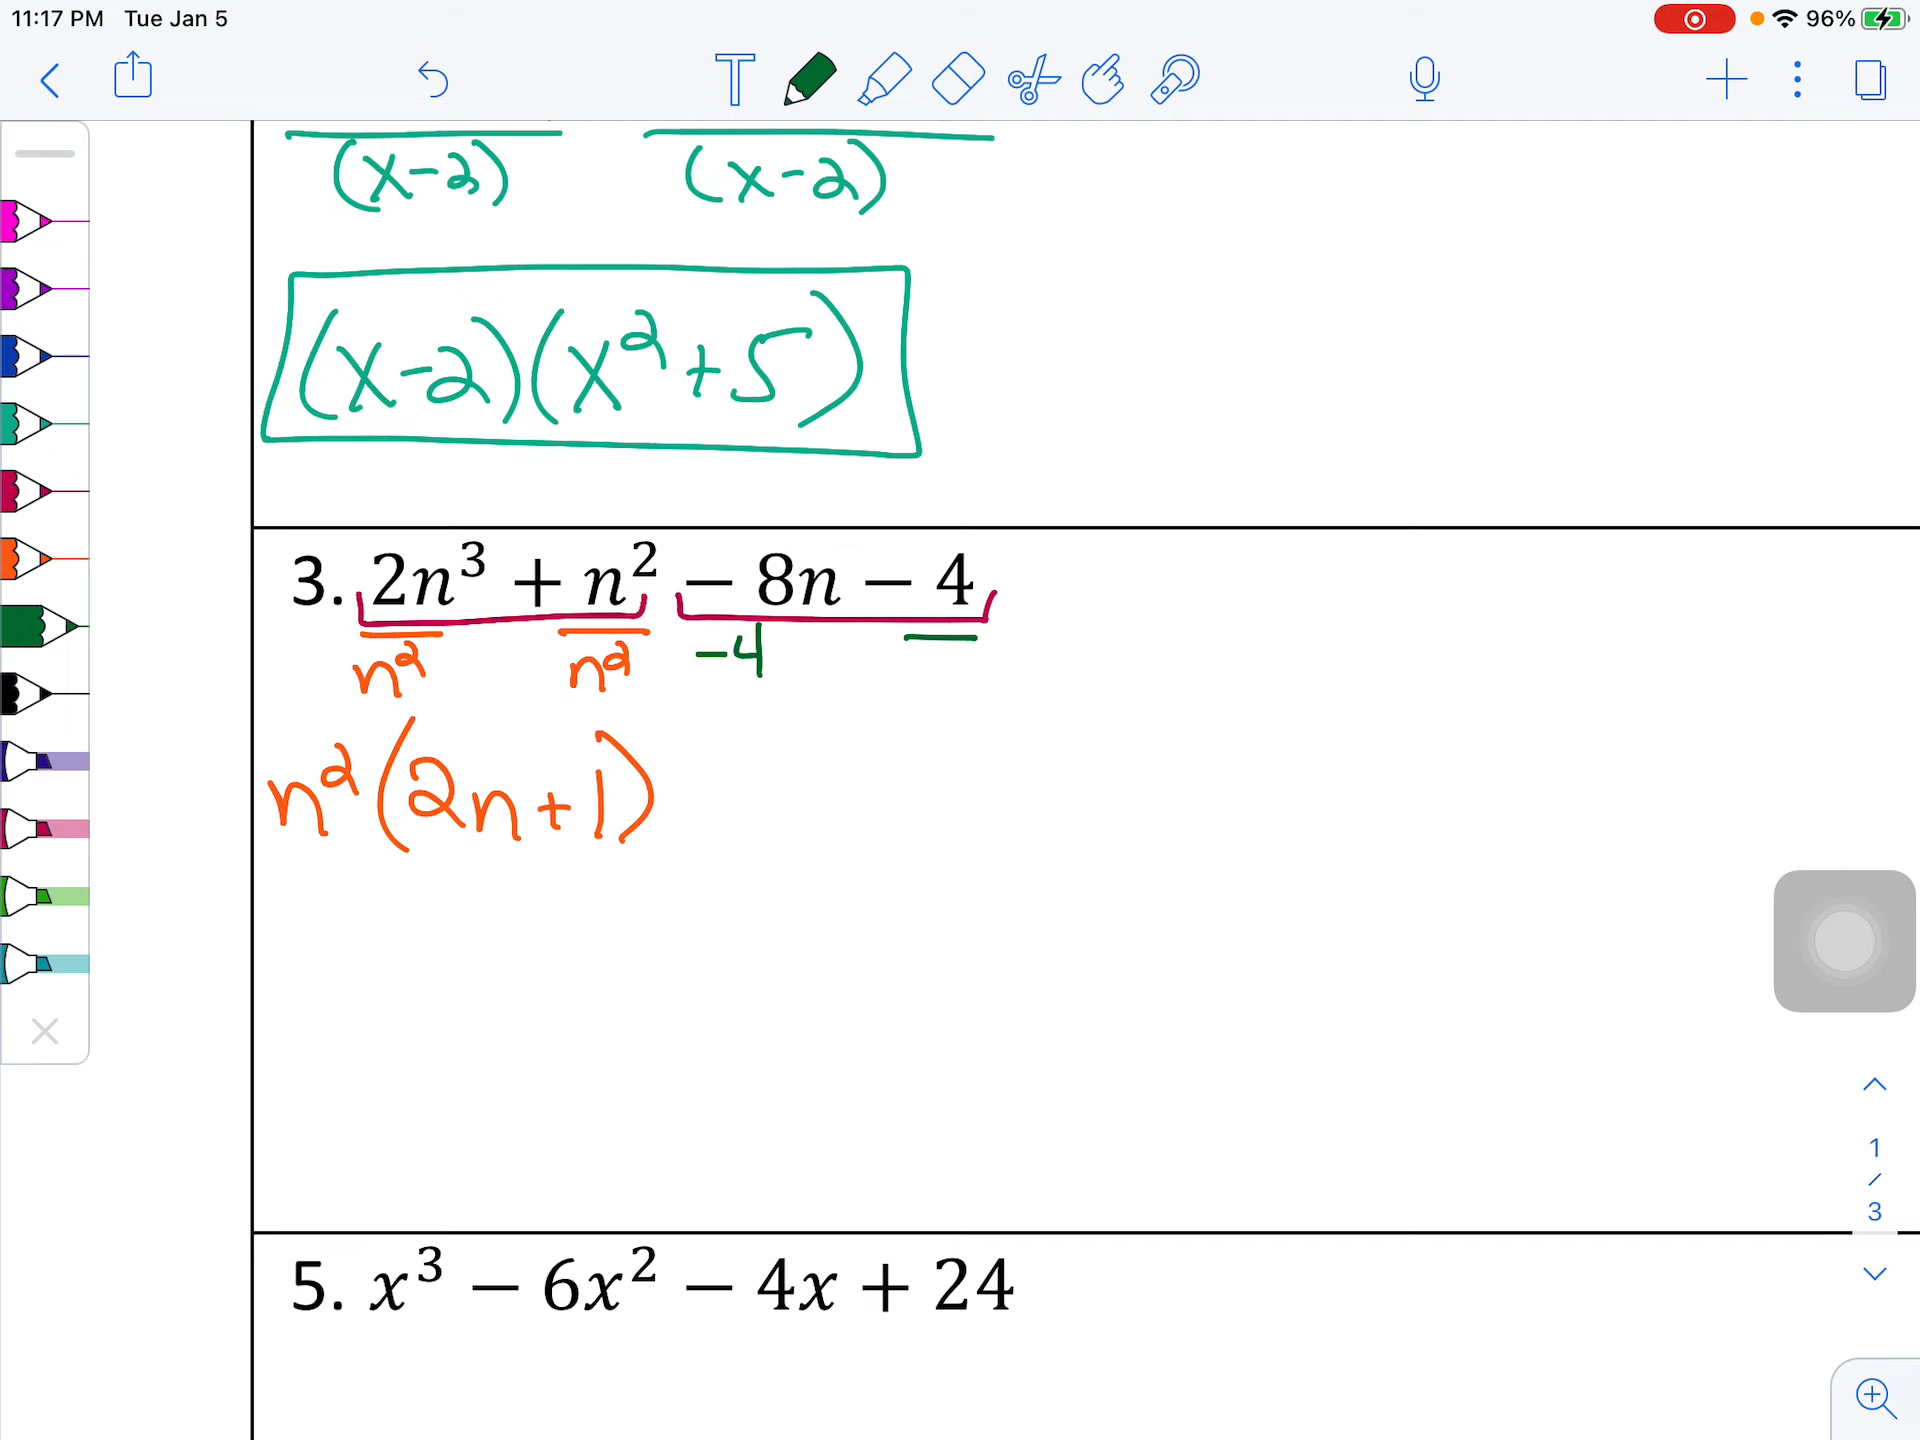 11:17 PM Tue Jan 5 96%
T
(x-2) (x-2)
(x-2)(x²+5)
3. 2n³ + n² − 8n − 4
n² n² -4
n²(2n+1)
1
/
3
5. x³ − 6x² − 4x + 24